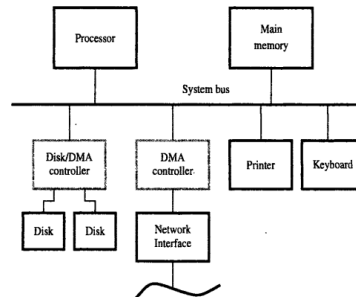 Processor
Main
memory
System bus
Disk/DMA
controller
DMA
controller
Printer
Keyboard
Disk
Disk
Network
Interface